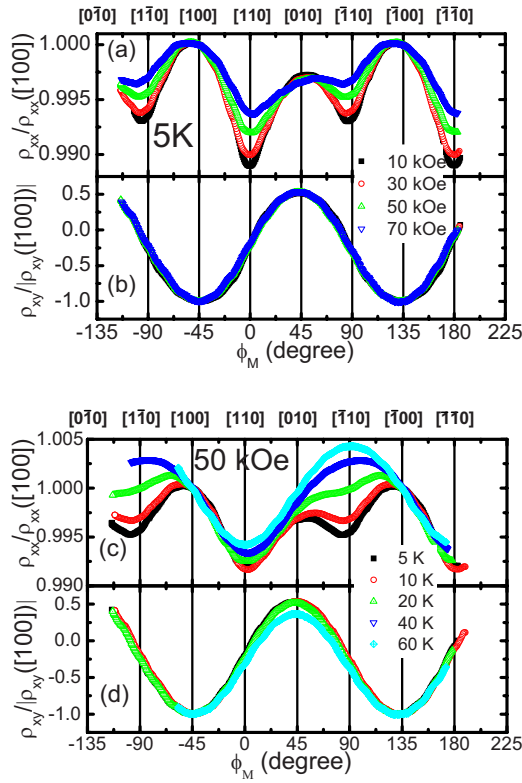 [01̄0] [11̄0] [100] [110] [010] [1̄10] [1̄00] [1̄1̄0]
(a)
1.000
0.995
0.990
ρxx/ρxx([100])
5K
10 kOe
30 kOe
50 kOe
70 kOe
(b)
0.5
0.0
-0.5
-1.0
ρxy/|ρxy([100])|
-135 -90 -45 0 45 90 135 180 225
ϕM (degree)
[01̄0] [11̄0] [100] [110] [010] [1̄10] [1̄00] [1̄1̄0]
(c)
50 kOe
1.005
1.000
0.995
0.990
ρxx/ρxx([100])
5 K
10 K
20 K
40 K
60 K
(d)
0.5
0.0
-0.5
-1.0
ρxy/|ρxy([100])|
-135 -90 -45 0 45 90 135 180 225
ϕM (degree)